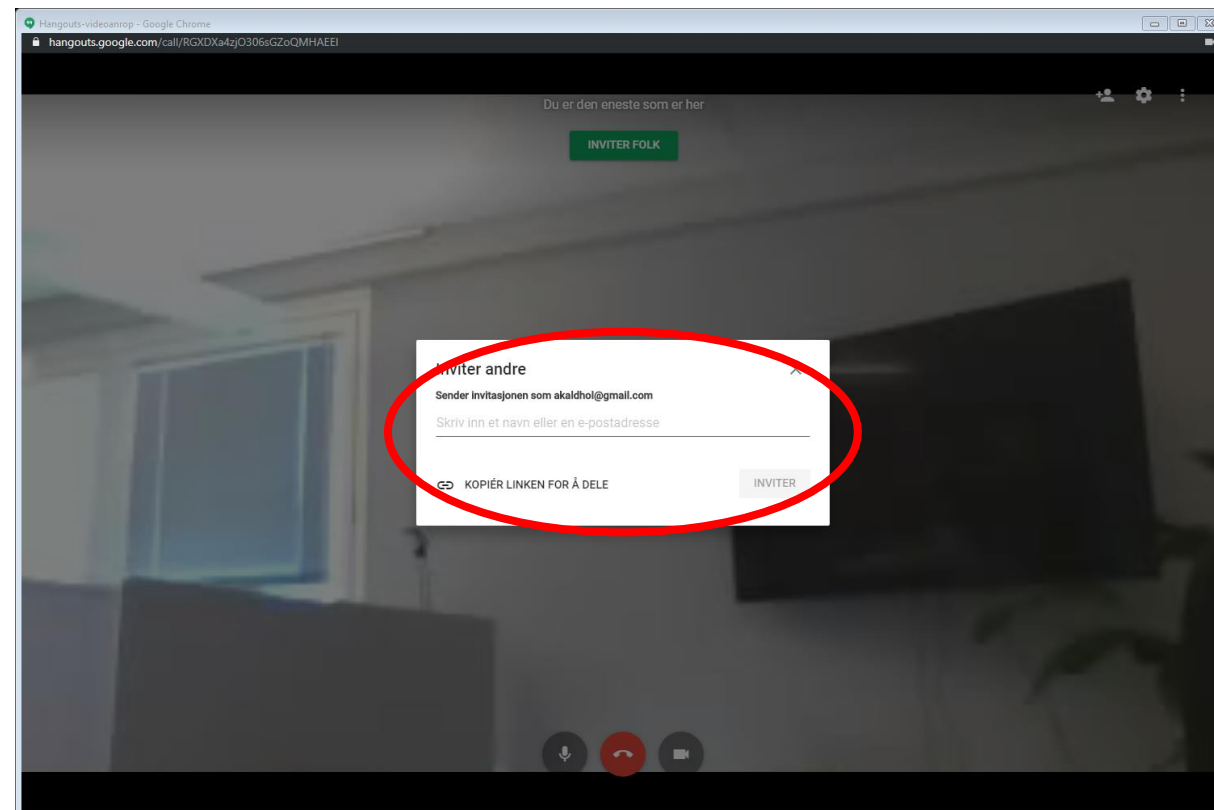 Hangouts-videoanrop - Google Chrome
hangouts.google.com/call/RGXDXa4zjO306sGZoQMHAEEI
Du er den eneste som er her
INVITER FOLK
Inviter andre
Sender invitasjonen som akaldhol@gmail.com
Skriv inn et navn eller en e-postadresse
KOPIÉR LINKEN FOR Å DELE
INVITER